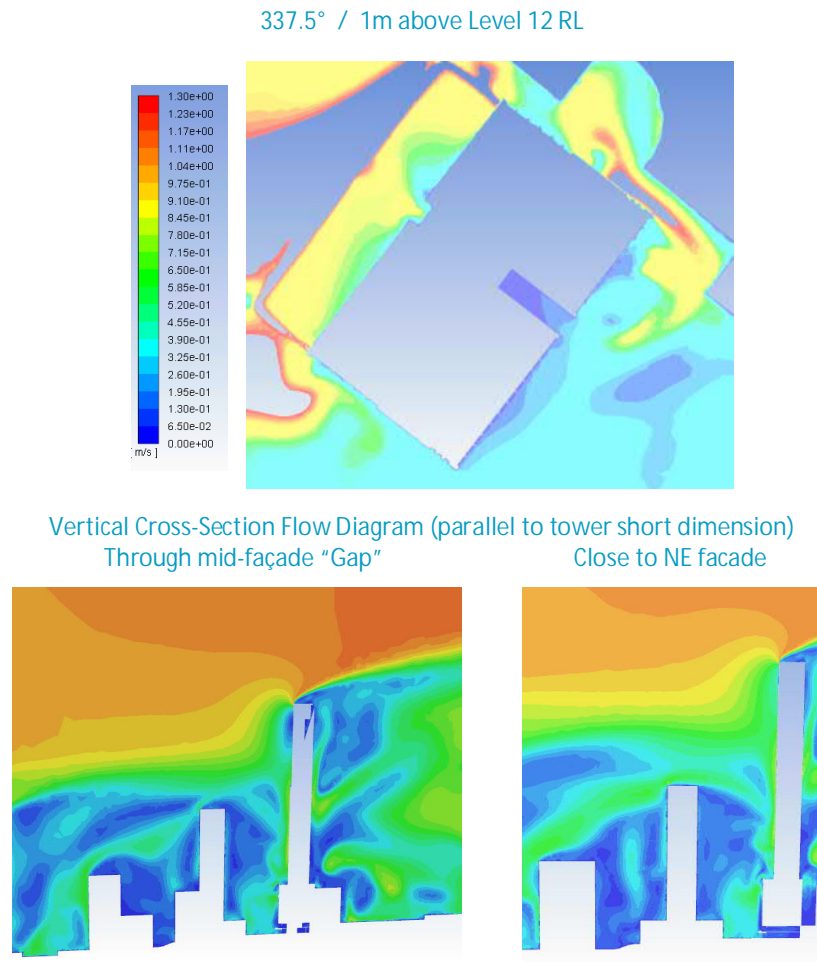 337.5° / 1m above Level 12 RL
1.30e+00
1.23e+00
1.17e+00
1.11e+00
1.04e+00
9.75e-01
9.10e-01
8.45e-01
7.80e-01
7.15e-01
6.50e-01
5.85e-01
5.20e-01
4.55e-01
3.90e-01
3.25e-01
2.60e-01
1.95e-01
1.30e-01
6.50e-02
0.00e+00
[ m/s ]
Vertical Cross-Section Flow Diagram (parallel to tower short dimension)
Through mid-façade “Gap”
Close to NE facade